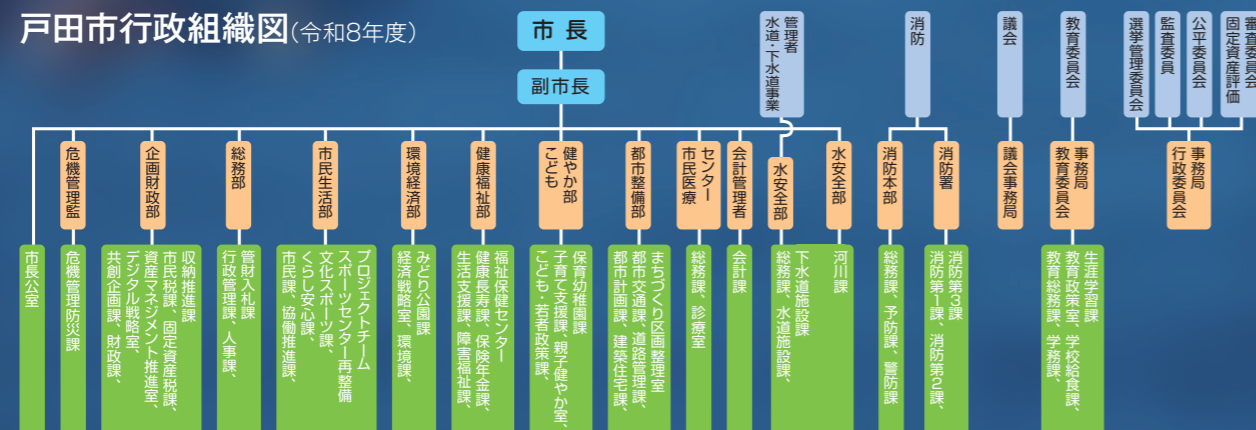 戸田市行政組織図(令和8年度)
市長
副市長
水道・下水道事業
管理者
消防
議会
教育委員会
選挙管理委員会
監査委員
公平委員会
固定資産評価
審査委員会
危機管理監
企画財政部
総務部
市民生活部
環境経済部
健康福祉部
こども
健やか部
都市整備部
市民医療
センター
会計管理者
水安全部
水安全部
消防本部
消防署
議会事務局
教育委員会
事務局
行政委員会
事務局
市長公室
危機管理防災課
共創企画課、財政課、
デジタル戦略室、
資産マネジメント推進室、
市民税課、固定資産税課、
収納推進課
行政管理課、人事課、
管財入札課
市民課、協働推進課、
くらし安心課、
文化スポーツ課、
スポーツセンター再整備
プロジェクトチーム
経済戦略室、環境課、
みどり公園課
生活支援課、障害福祉課、
健康長寿課、保険年金課、
福祉保健センター
こども・若者政策課、
子育て支援課、親子健やか室、
保育幼稚園課
都市計画課、建築住宅課、
都市交通課、道路管理課、
まちづくり区画整理室
総務課、診療室
会計課
総務課、水道施設課、
下水道施設課
河川課
総務課、予防課、警防課
消防第1課、消防第2課、
消防第3課
教育総務課、学務課、
教育政策室、学校給食課、
生涯学習課